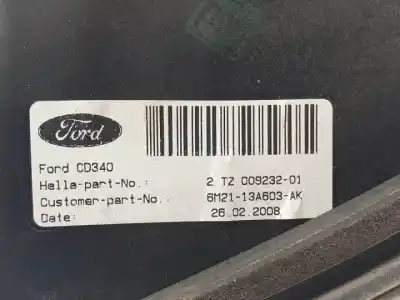 Ford
Ford CD340
Hella-part-No.: 2 TZ 009232-01
Customer-part-No.: 6M21-13A603-AK
Date: 26.02.2008